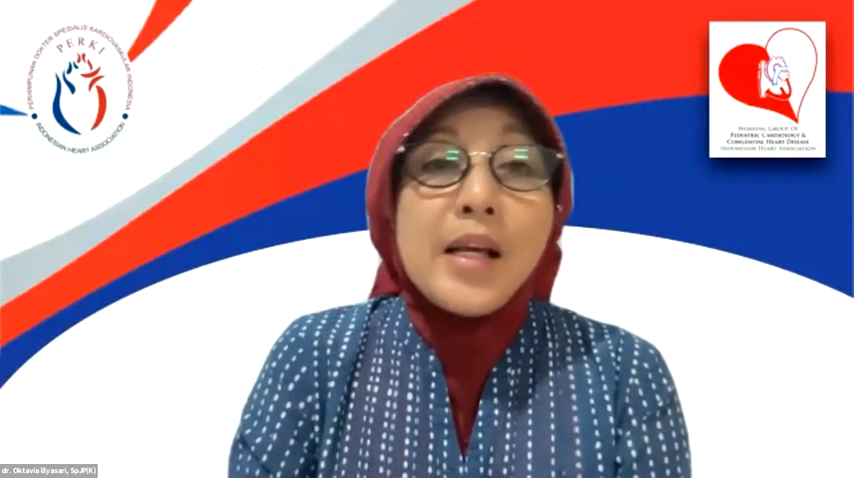 PERHIMPUNAN DOKTER SPESIALIS KARDIOVASKULAR INDONESIA
PERKI
INDONESIAN HEART ASSOCIATION
WORKING GROUP OF
PEDIATRIC CARDIOLOGY &
CONGENITAL HEART DISEASE
INDONESIAN HEART ASSOCIATION
dr. Oktavia lilyasari, SpJP(K)